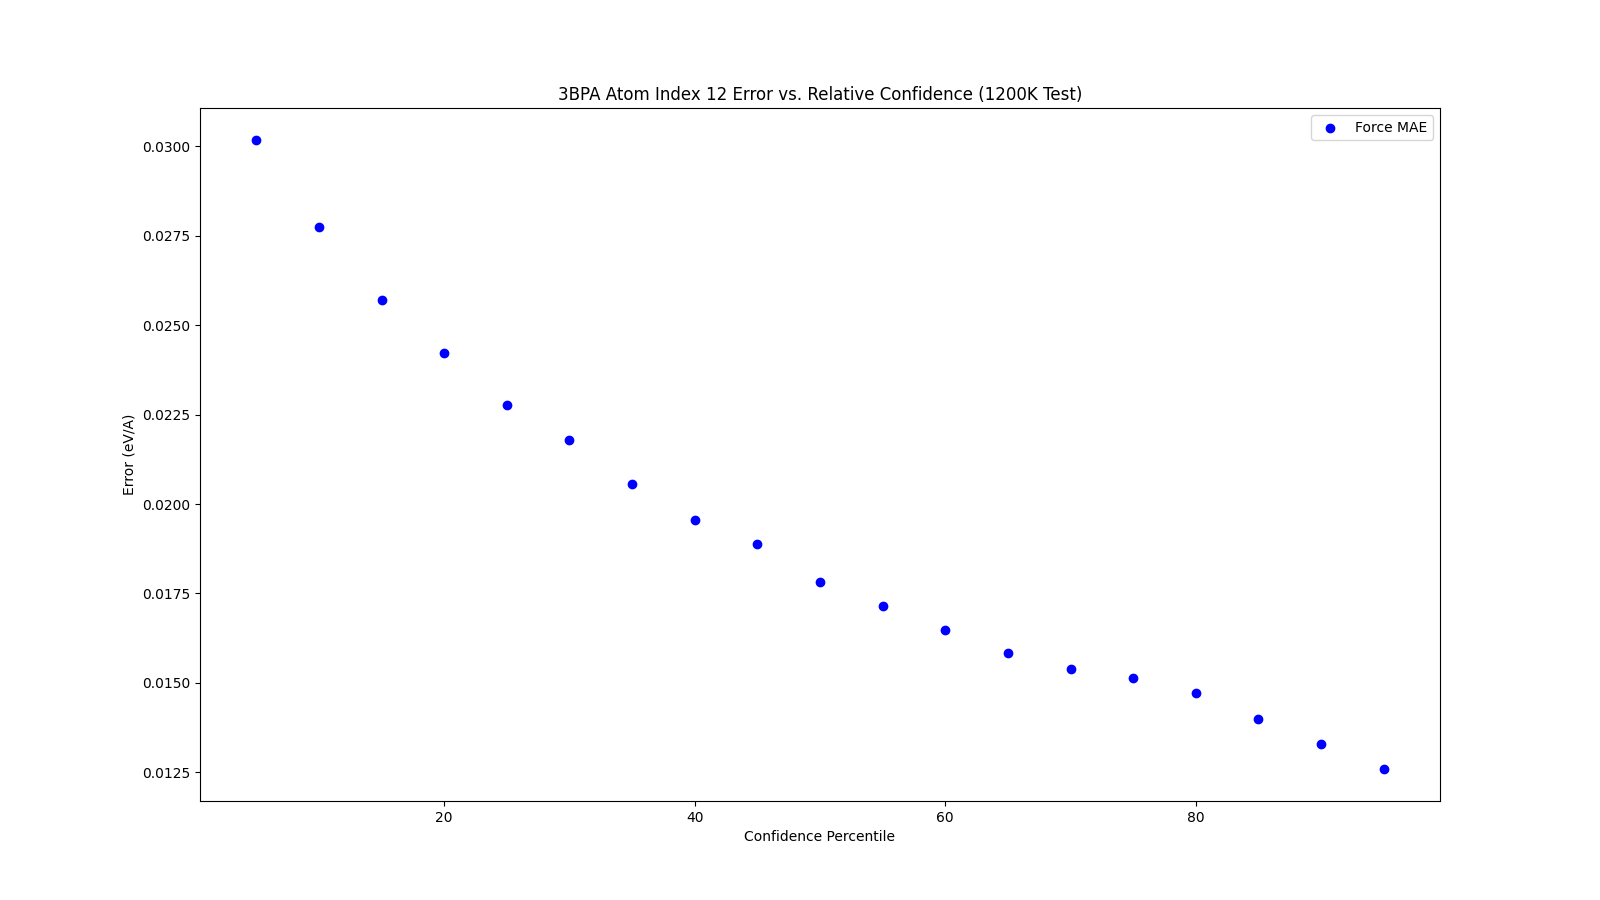 3BPA Atom Index 12 Error vs. Relative Confidence (1200K Test)
Force MAE
0.0300
0.0275
0.0250
0.0225
0.0200
0.0175
0.0150
0.0125
Error (eV/A)
20 40 60 80
Confidence Percentile